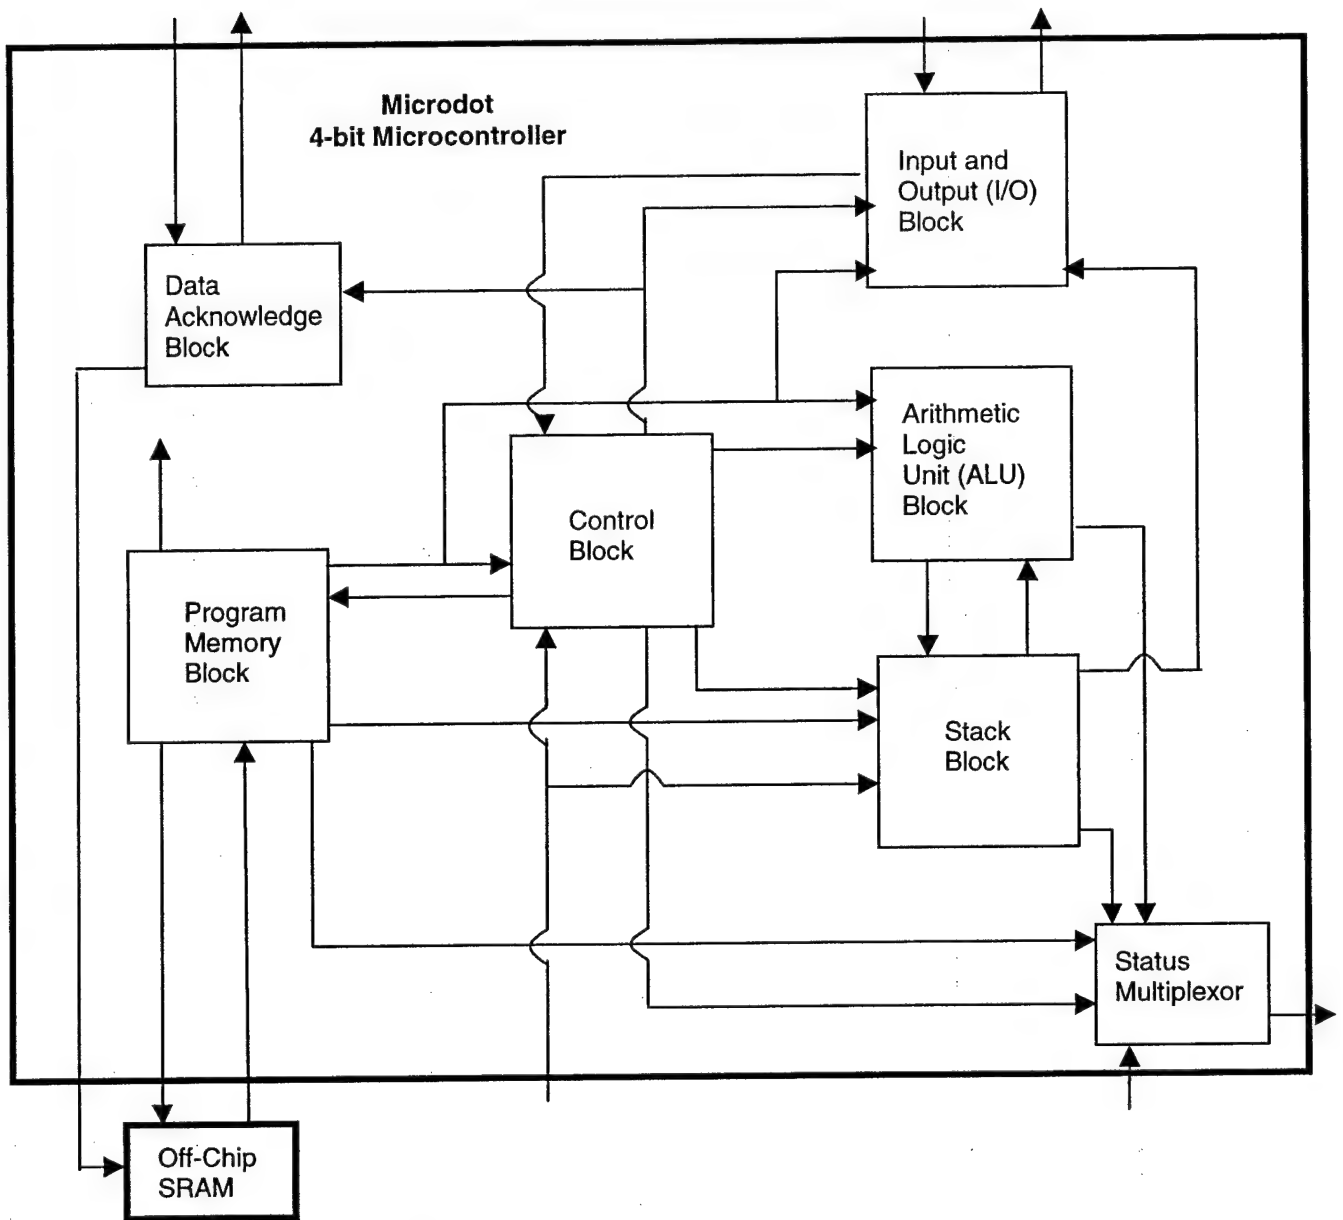 Microdot
4-bit Microcontroller
Input and
Output (I/O)
Block
Data
Acknowledge
Block
Arithmetic
Logic
Unit (ALU)
Block
Control
Block
Program
Memory
Block
Stack
Block
Status
Multiplexor
Off-Chip
SRAM